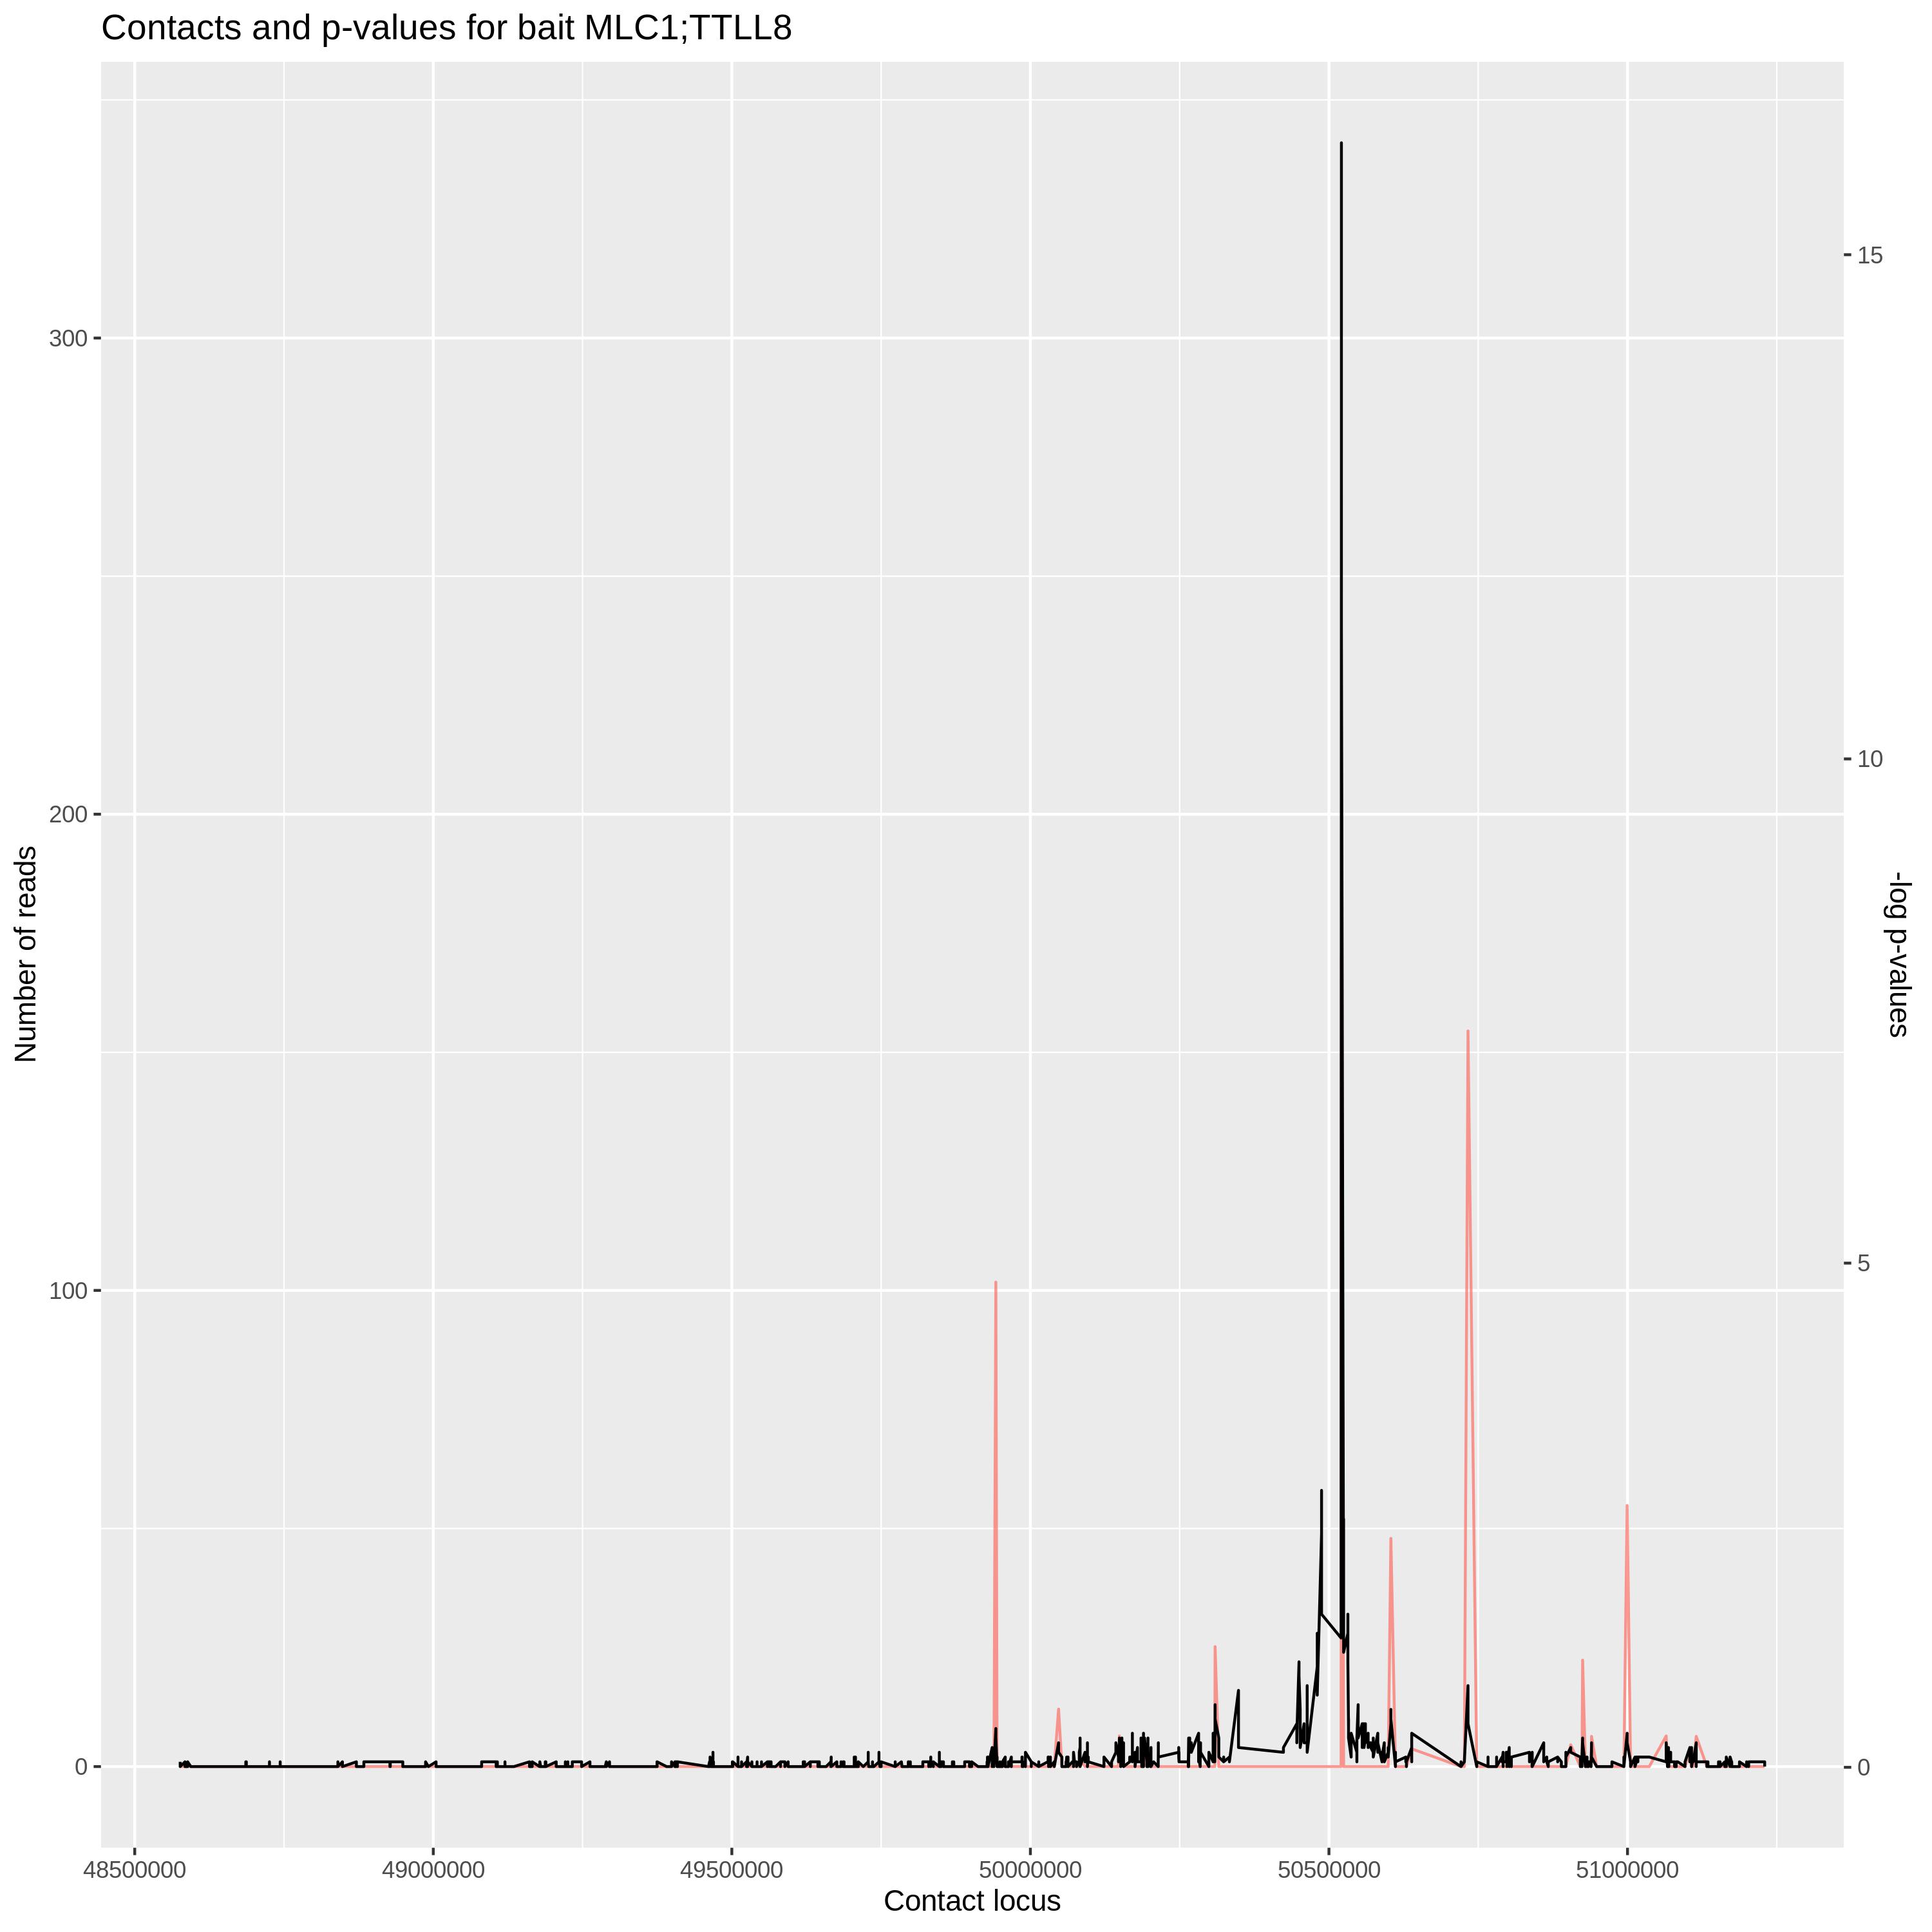 Contacts and p-values for bait MLC1;TTLL8
300
200
100
0
Number of reads
15
10
5
0
-log p-values
48500000 49000000 49500000 50000000 50500000 51000000
Contact locus